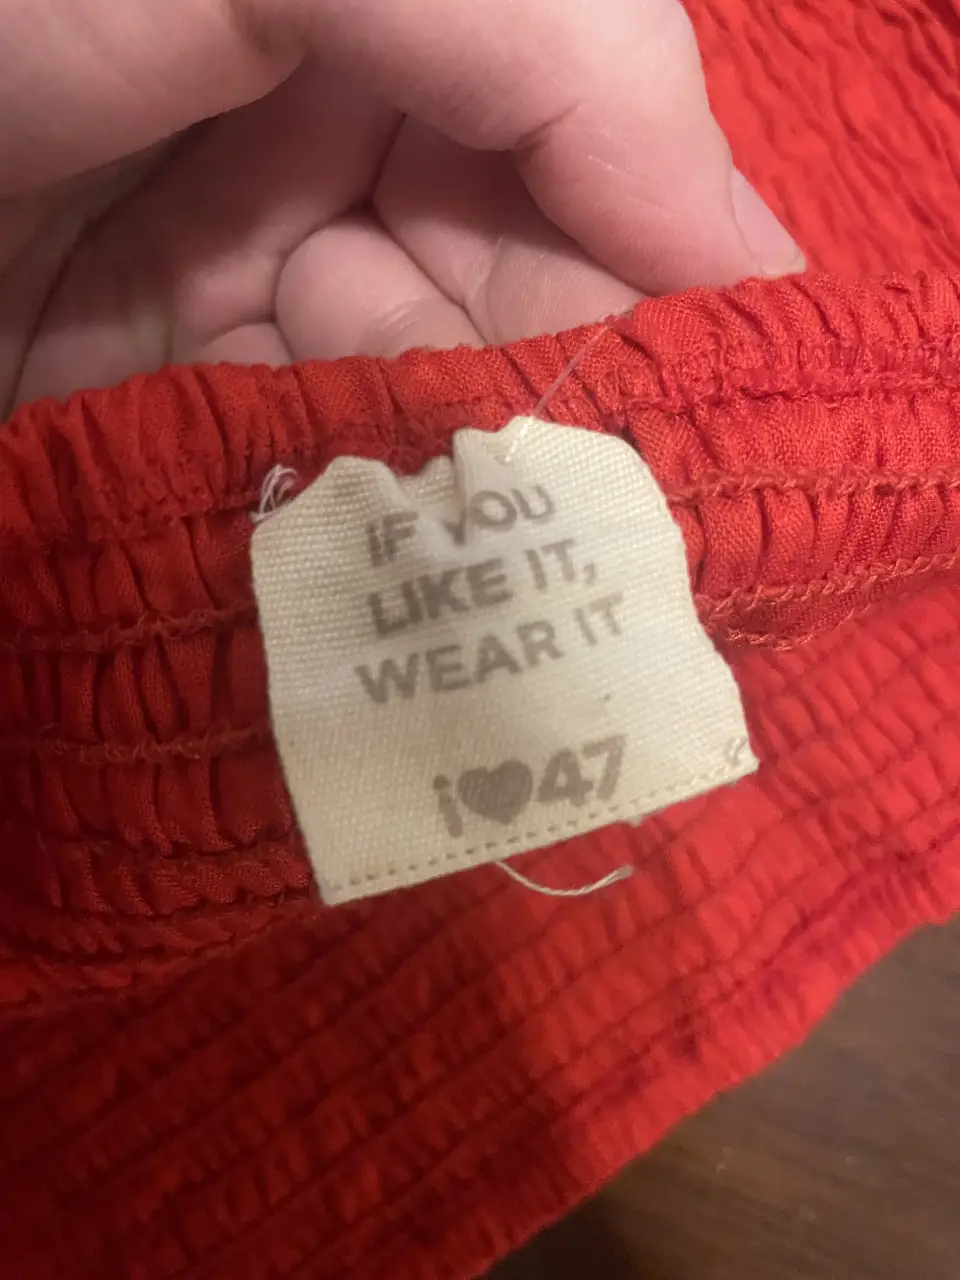 IF YOU
LIKE IT,
WEAR IT
i♥47